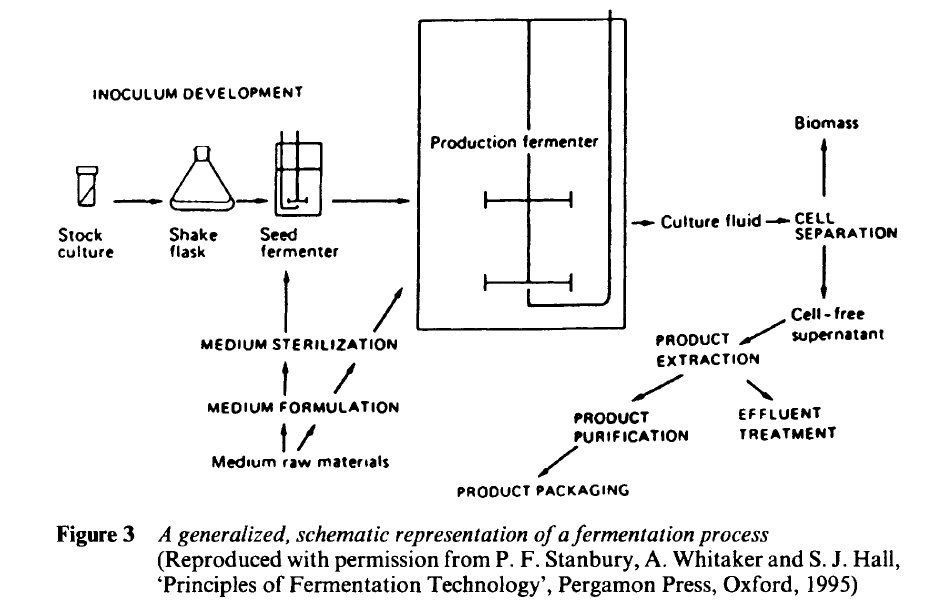 INOCULUM DEVELOPMENT
Stock
culture
Shake
flask
Seed
fermenter
Production fermenter
Culture fluid
Biomass
CELL
SEPARATION
Cell-free
supernatant
MEDIUM STERILIZATION
MEDIUM FORMULATION
Medium raw materials
PRODUCT
EXTRACTION
PRODUCT
PURIFICATION
EFFLUENT
TREATMENT
PRODUCT PACKAGING
Figure 3 A generalized, schematic representation of a fermentation process
(Reproduced with permission from P. F. Stanbury, A. Whitaker and S. J. Hall,
‘Principles of Fermentation Technology’, Pergamon Press, Oxford, 1995)